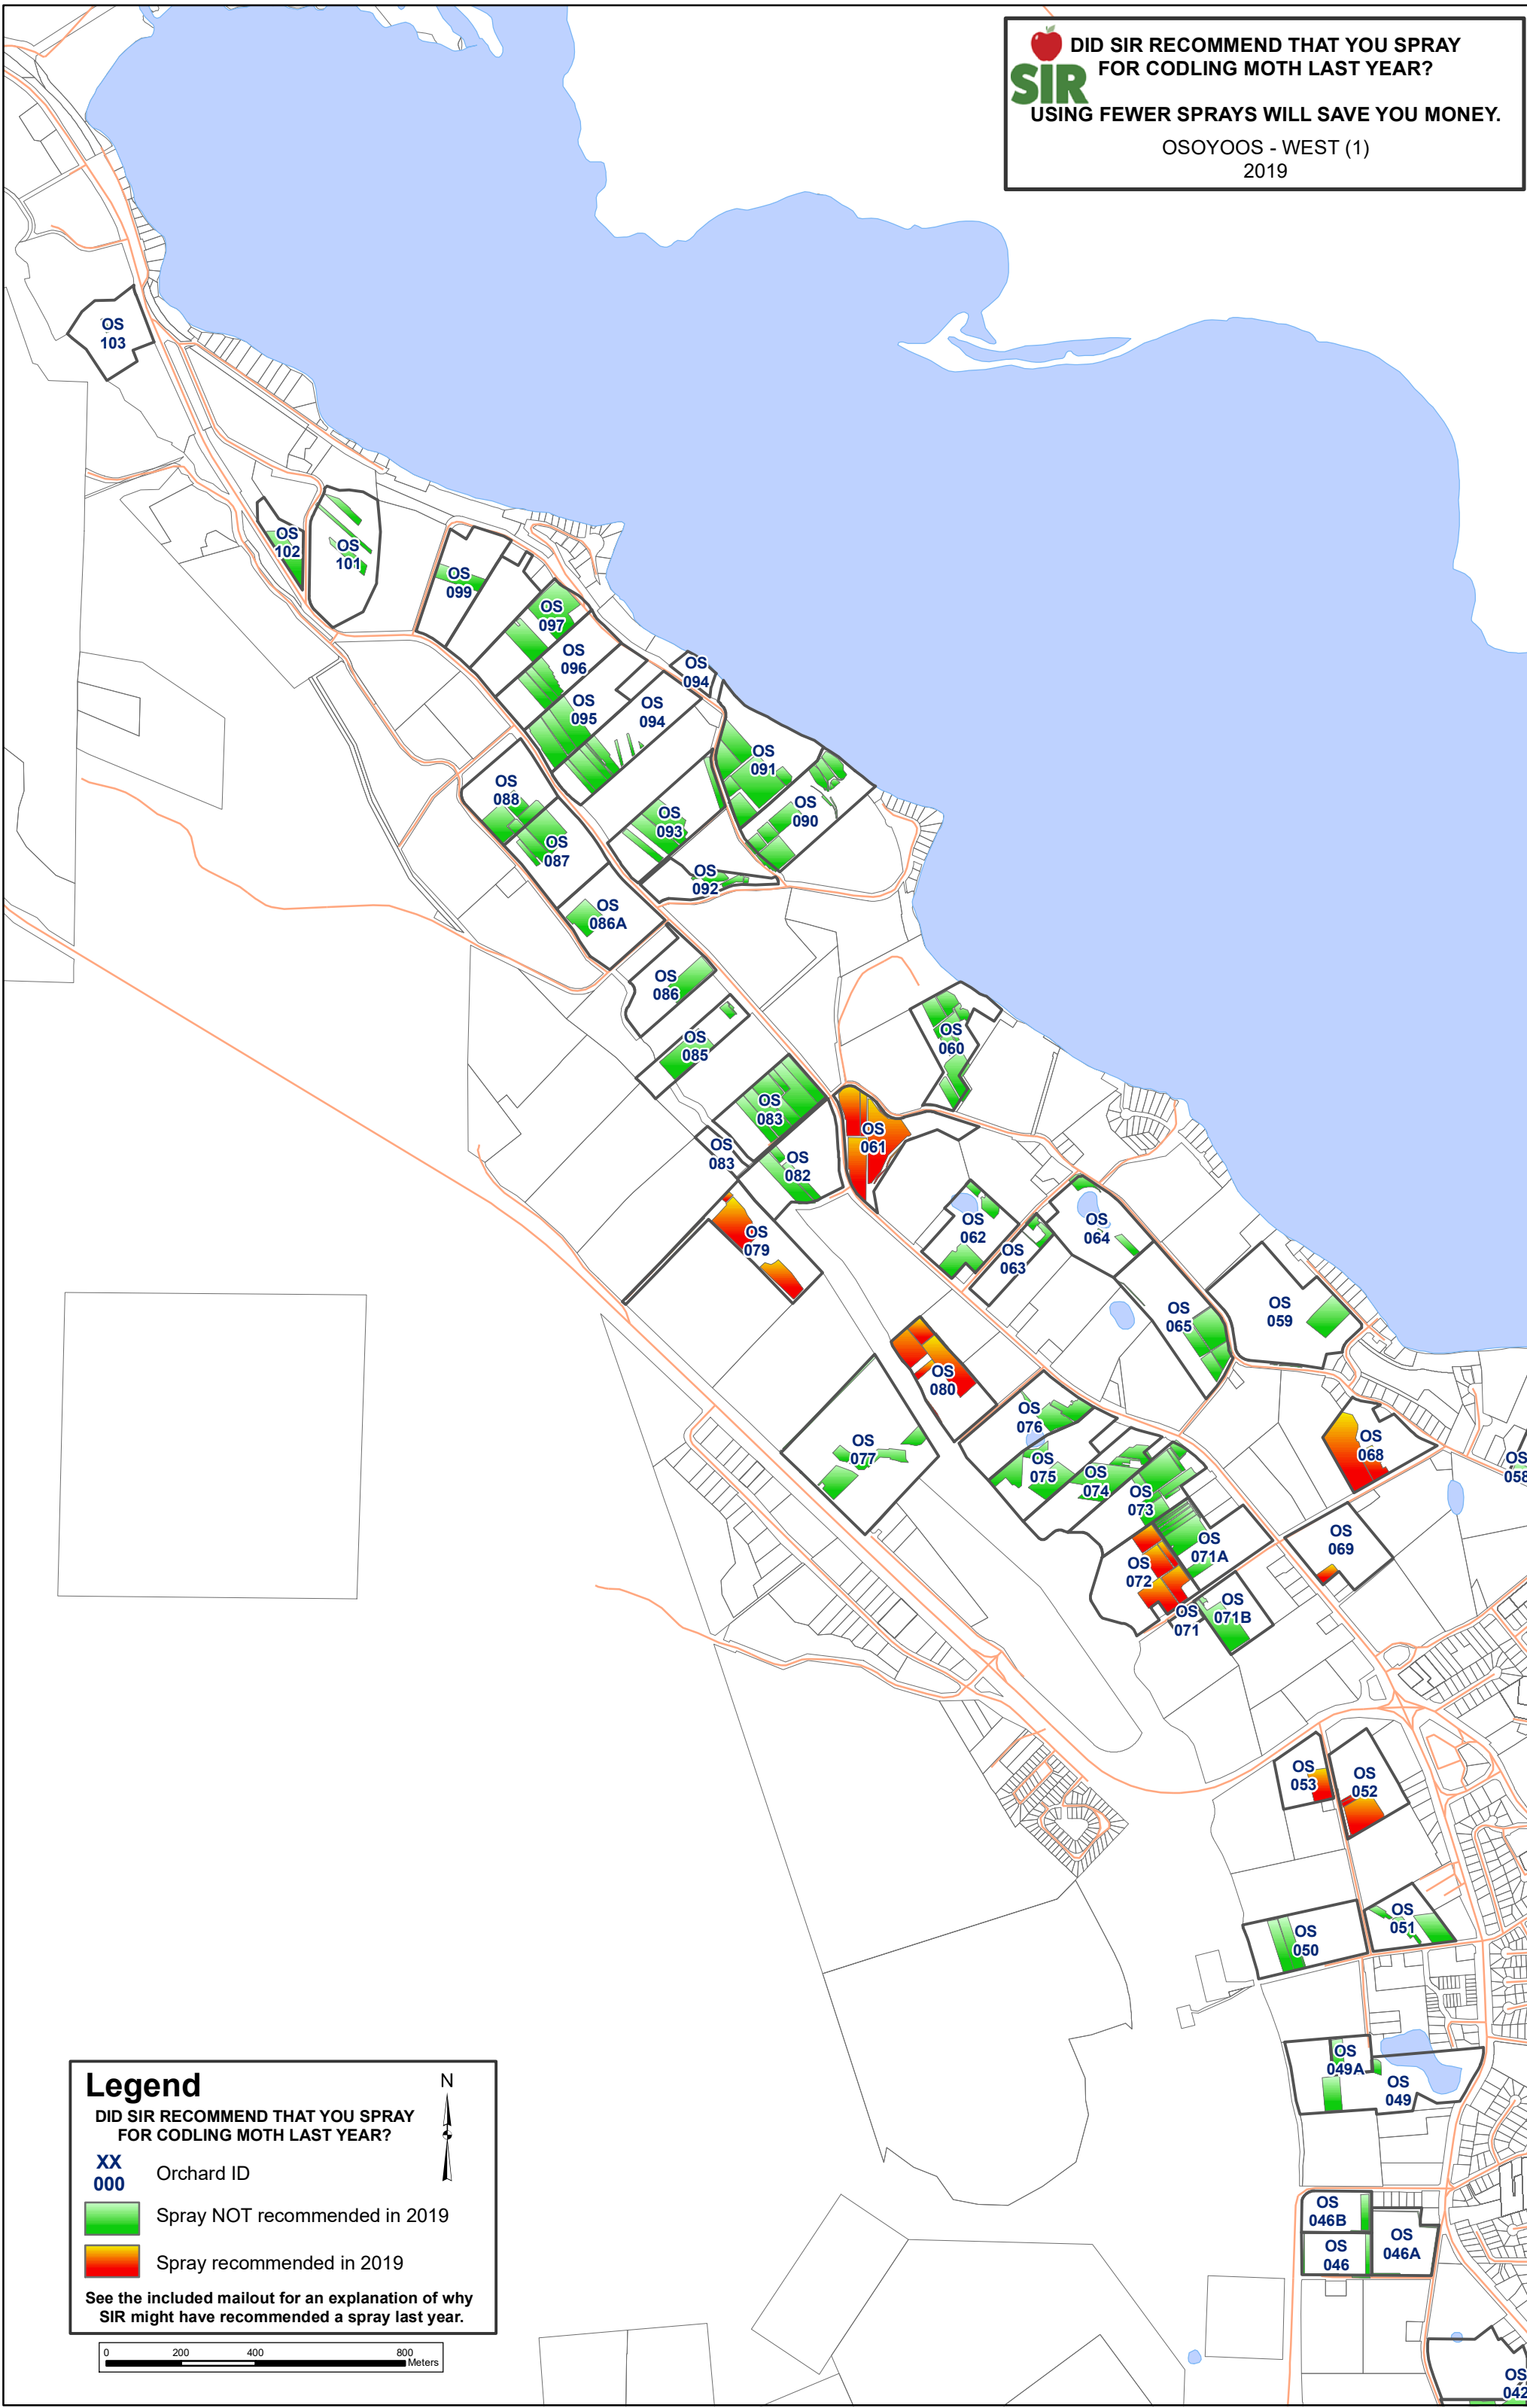 DID SIR RECOMMEND THAT YOU SPRAY
FOR CODLING MOTH LAST YEAR?
SIR
USING FEWER SPRAYS WILL SAVE YOU MONEY.
OSOYOOS - WEST (1)
2019
OS
103
OS
102
OS
101
OS
099
OS
097
OS
096
OS
094
OS
095
OS
094
OS
091
OS
088
OS
090
OS
093
OS
087
OS
092
OS
086A
OS
086
OS
060
OS
085
OS
083
OS
061
OS
083
OS
082
OS
062
OS
064
OS
079
OS
063
OS
059
OS
065
OS
080
OS
076
OS
068
OS
077
OS
075
OS
058
OS
074
OS
073
OS
069
OS
071A
OS
072
OS
071B
OS
071
OS
053
OS
052
OS
051
OS
050
OS
049A
OS
049
OS
046B
OS
046A
OS
046
OS
042
Legend
N
DID SIR RECOMMEND THAT YOU SPRAY
FOR CODLING MOTH LAST YEAR?
XX
000
Orchard ID
Spray NOT recommended in 2019
Spray recommended in 2019
See the included mailout for an explanation of why
SIR might have recommended a spray last year.
0 200 400 800
Meters